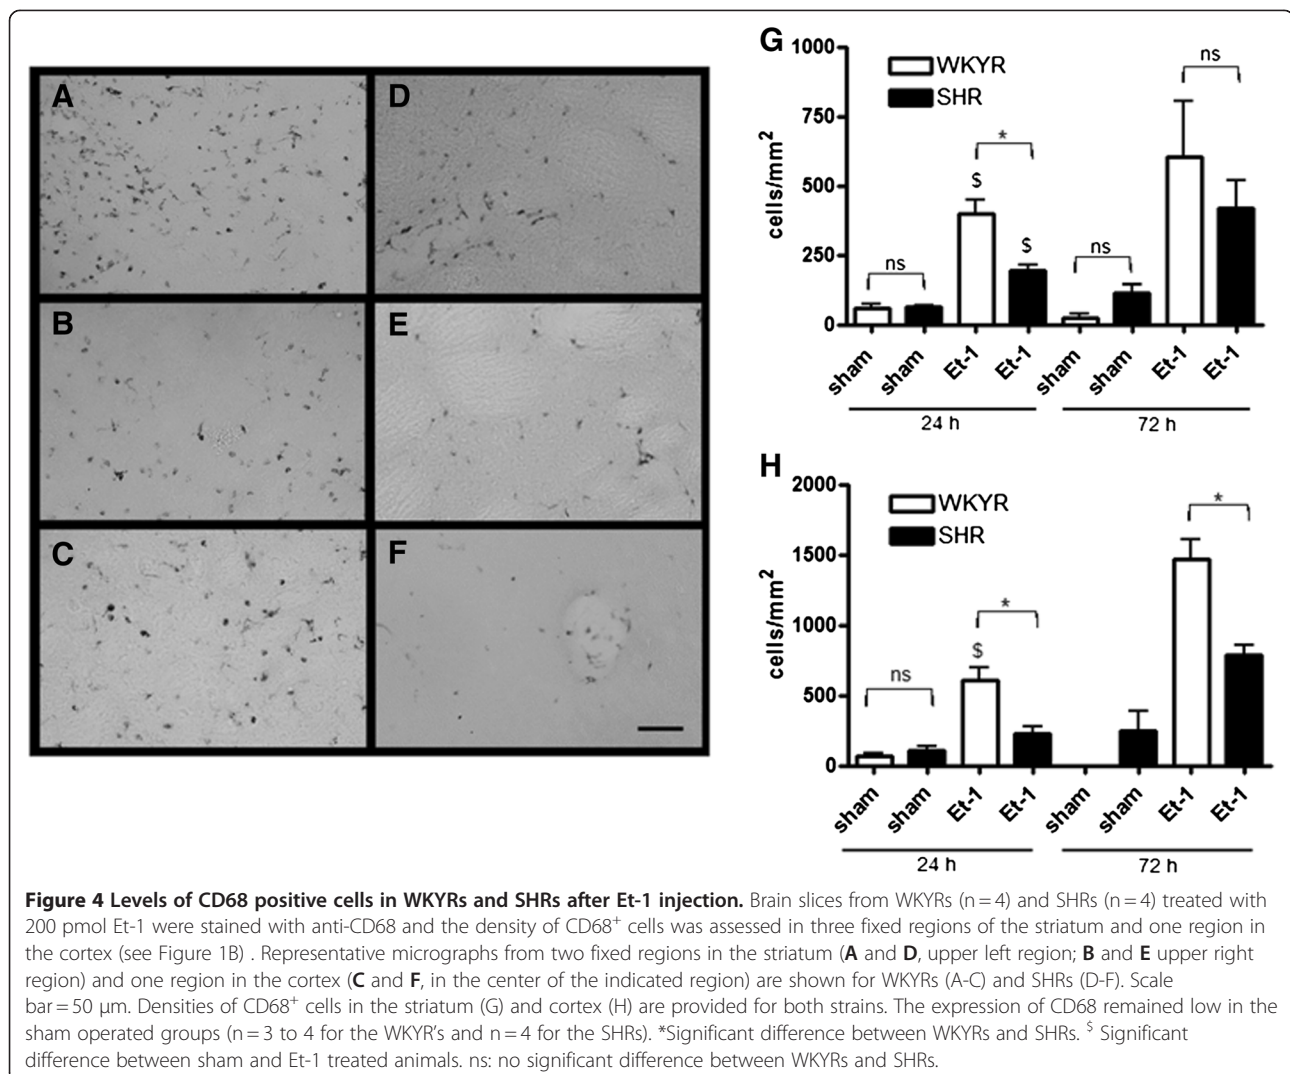 A
D
B
E
C
F
G
1000
750
500
250
0
cells/mm²
WKYR
SHR
ns
*
$
$
ns
ns
sham
sham
Et-1
Et-1
sham
sham
Et-1
Et-1
24 h
72 h
H
2000
1500
1000
500
0
cells/mm²
WKYR
SHR
ns
*
$
*
sham
sham
Et-1
Et-1
sham
sham
Et-1
Et-1
24 h
72 h
Figure 4 Levels of CD68 positive cells in WKYRs and SHRs after Et-1 injection. Brain slices from WKYRs (n = 4) and SHRs (n = 4) treated with
200 pmol Et-1 were stained with anti-CD68 and the density of CD68⁺ cells was assessed in three fixed regions of the striatum and one region in
the cortex (see Figure 1B) . Representative micrographs from two fixed regions in the striatum (A and D, upper left region; B and E upper right
region) and one region in the cortex (C and F, in the center of the indicated region) are shown for WKYRs (A-C) and SHRs (D-F). Scale
bar = 50 μm. Densities of CD68⁺ cells in the striatum (G) and cortex (H) are provided for both strains. The expression of CD68 remained low in the
sham operated groups (n = 3 to 4 for the WKYR's and n = 4 for the SHRs). *Significant difference between WKYRs and SHRs. $ Significant
difference between sham and Et-1 treated animals. ns: no significant difference between WKYRs and SHRs.